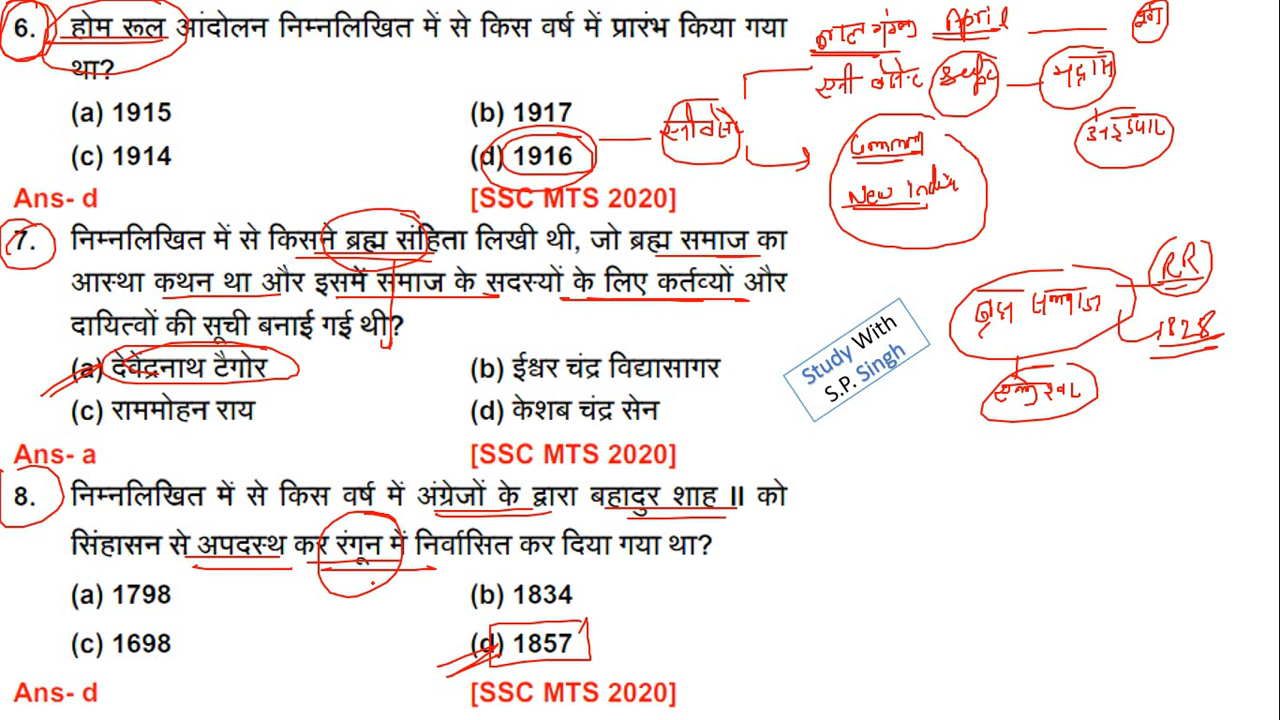 6. होम रूल आंदोलन निम्नलिखित में से किस वर्ष में प्रारंभ किया गया
था?
(a) 1915 (b) 1917
(c) 1914 (d) 1916
Ans- d [SSC MTS 2020]
April
New India
7. निम्नलिखित में से किसने ब्रह्म संहिता लिखी थी, जो ब्रह्म समाज का
आस्था कथन था और इसमें समाज के सदस्यों के लिए कर्तव्यों और
दायित्वों की सूची बनाई गई थी?
(a) देवेंद्रनाथ टैगोर (b) ईश्वर चंद्र विद्यासागर
(c) राममोहन राय (d) केशब चंद्र सेन
Ans- a [SSC MTS 2020]
RR
1828
Study With
S.P. Singh
8. निम्नलिखित में से किस वर्ष में अंग्रेजों के द्वारा बहादुर शाह II को
सिंहासन से अपदस्थ कर रंगून में निर्वासित कर दिया गया था?
(a) 1798 (b) 1834
(c) 1698 (d) 1857
Ans- d [SSC MTS 2020]